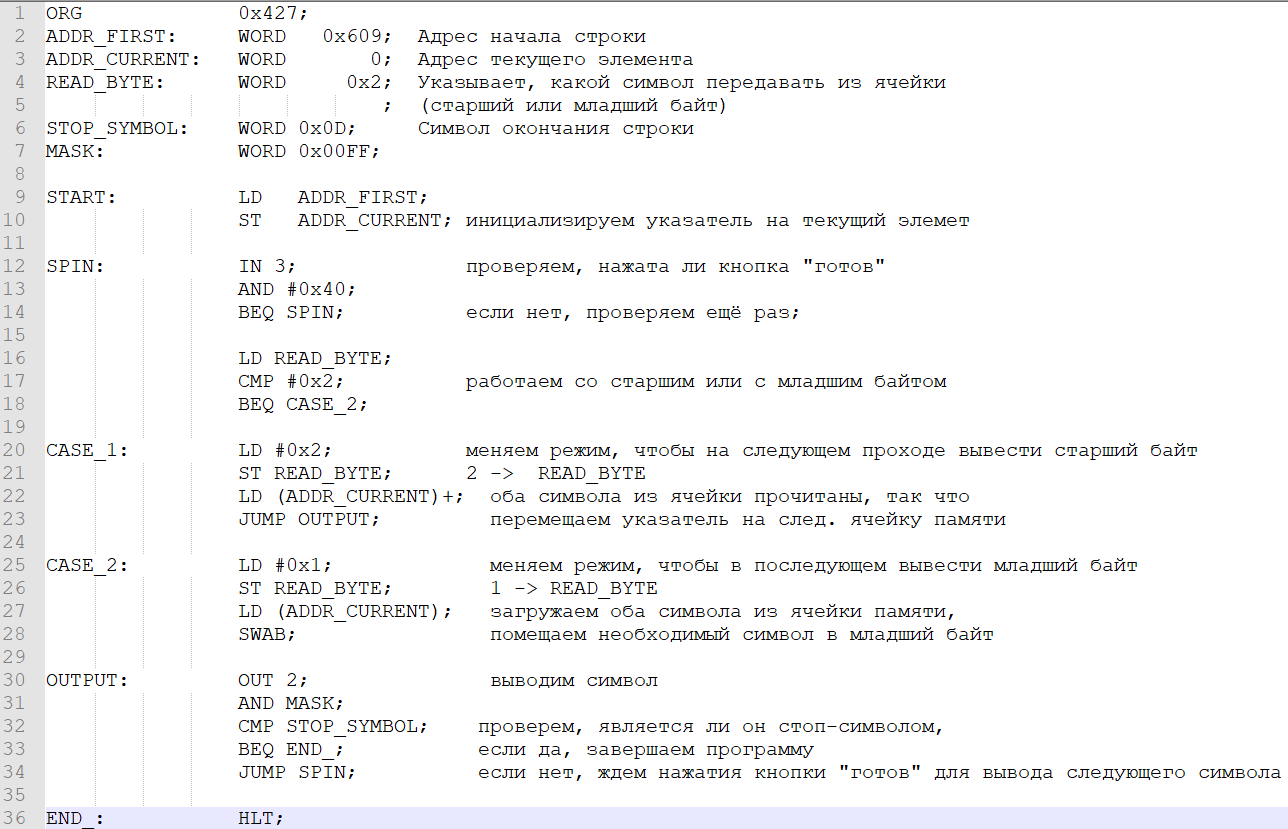 1 ORG 0x427;
2 ADDR_FIRST: WORD 0x609; Адрес начала строки
3 ADDR_CURRENT: WORD 0; Адрес текущего элемента
4 READ_BYTE: WORD 0x2; Указывает, какой символ передавать из ячейки
5 ; (старший или младший байт)
6 STOP_SYMBOL: WORD 0x0D; Символ окончания строки
7 MASK: WORD 0x00FF;
8
9 START: LD ADDR_FIRST;
10 ST ADDR_CURRENT; инициализируем указатель на текущий элемет
11
12 SPIN: IN 3; проверяем, нажата ли кнопка "готов"
13 AND #0x40;
14 BEQ SPIN; если нет, проверяем ещё раз;
15
16 LD READ_BYTE;
17 CMP #0x2; работаем со старшим или с младшим байтом
18 BEQ CASE_2;
19
20 CASE_1: LD #0x2; меняем режим, чтобы на следующем проходе вывести старший байт
21 ST READ_BYTE; 2 -> READ_BYTE
22 LD (ADDR_CURRENT)+; оба символа из ячейки прочитаны, так что
23 JUMP OUTPUT; перемещаем указатель на след. ячейку памяти
24
25 CASE_2: LD #0x1; меняем режим, чтобы в последующем вывести младший байт
26 ST READ_BYTE; 1 -> READ_BYTE
27 LD (ADDR_CURRENT); загружаем оба символа из ячейки памяти,
28 SWAB; помещаем необходимый символ в младший байт
29
30 OUTPUT: OUT 2; выводим символ
31 AND MASK;
32 CMP STOP_SYMBOL; проверем, является ли он стоп-символом,
33 BEQ END_; если да, завершаем программу
34 JUMP SPIN; если нет, ждем нажатия кнопки "готов" для вывода следующего символа
35
36 END_: HLT;